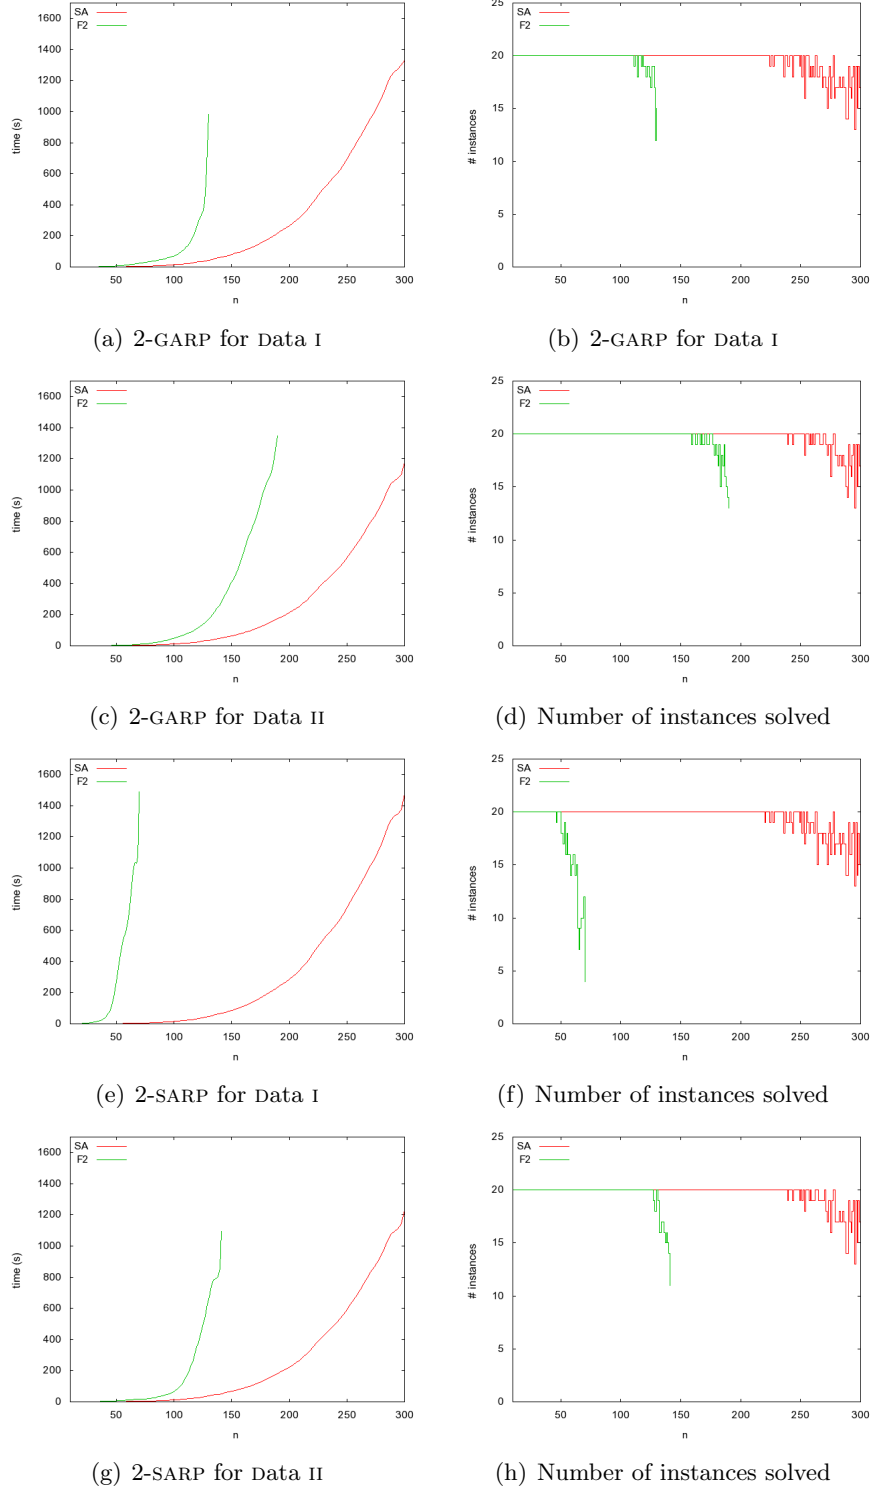 SA
F2
time (s)
1600
1400
1200
1000
800
600
400
200
0
50 100 150 200 250 300
n
SA
F2
# instances
25
20
15
10
5
0
50 100 150 200 250 300
n
(a) 2-GARP for Data I
(b) 2-GARP for Data I
SA
F2
time (s)
1600
1400
1200
1000
800
600
400
200
0
50 100 150 200 250 300
n
SA
F2
# instances
25
20
15
10
5
0
50 100 150 200 250 300
n
(c) 2-GARP for Data II
(d) Number of instances solved
SA
F2
time (s)
1600
1400
1200
1000
800
600
400
200
0
50 100 150 200 250 300
n
SA
F2
# instances
25
20
15
10
5
0
50 100 150 200 250 300
n
(e) 2-SARP for Data I
(f) Number of instances solved
SA
F2
time (s)
1600
1400
1200
1000
800
600
400
200
0
50 100 150 200 250 300
n
SA
F2
# instances
25
20
15
10
5
0
50 100 150 200 250 300
n
(g) 2-SARP for Data II
(h) Number of instances solved